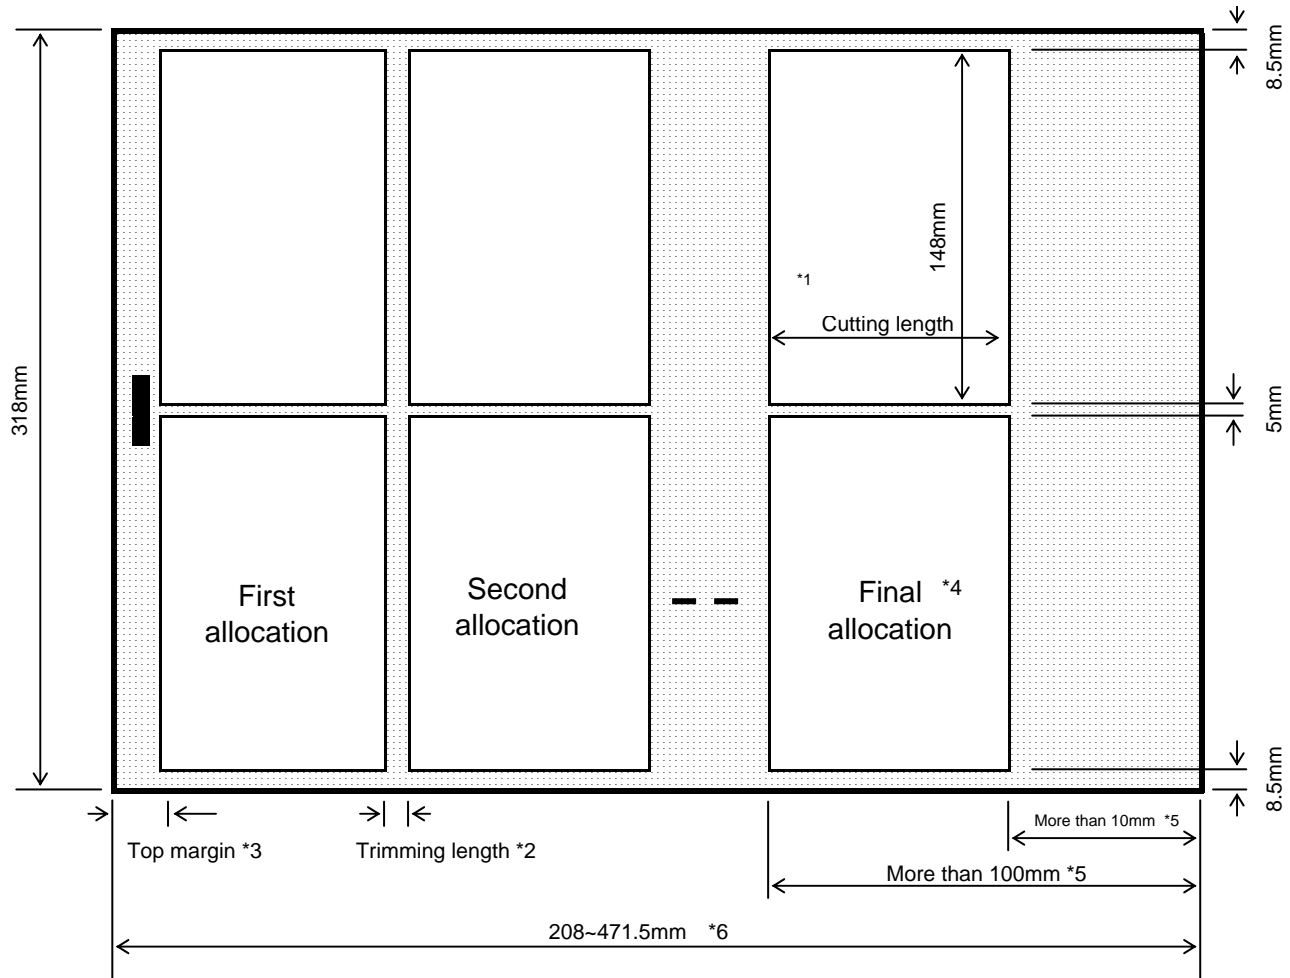 8.5mm
318mm
148mm
*1
Cutting length
5mm
First
allocation
Second
allocation
Final *4
allocation
8.5mm
Top margin *3
Trimming length *2
More than 10mm *5
More than 100mm *5
208~471.5mm *6